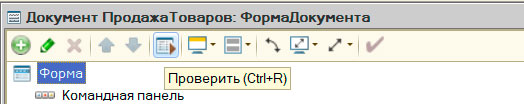 Документ ПродажаТоваров: ФормаДокумента
Форма
Проверить (Ctrl+R)
Командная панель